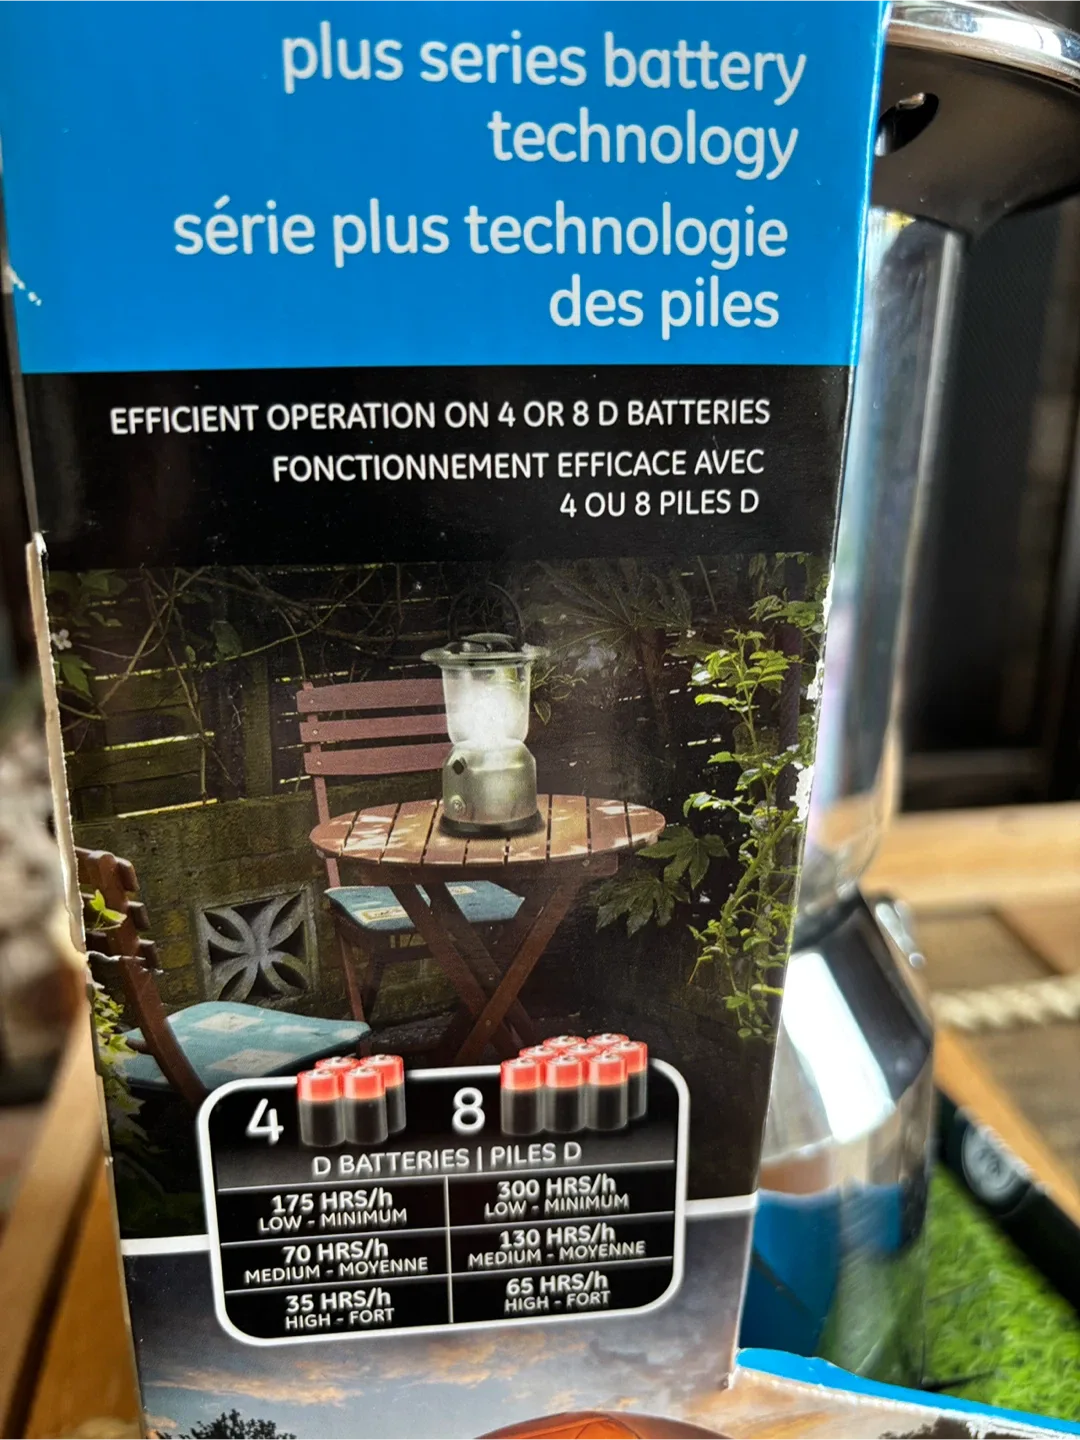 plus series battery
technology
série plus technologie
des piles
EFFICIENT OPERATION ON 4 OR 8 D BATTERIES
FONCTIONNEMENT EFFICACE AVEC
4 OU 8 PILES D
4 8
D BATTERIES | PILES D
175 HRS/h 300 HRS/h
LOW - MINIMUM LOW - MINIMUM
70 HRS/h 130 HRS/h
MEDIUM - MOYENNE MEDIUM - MOYENNE
35 HRS/h 65 HRS/h
HIGH - FORT HIGH - FORT